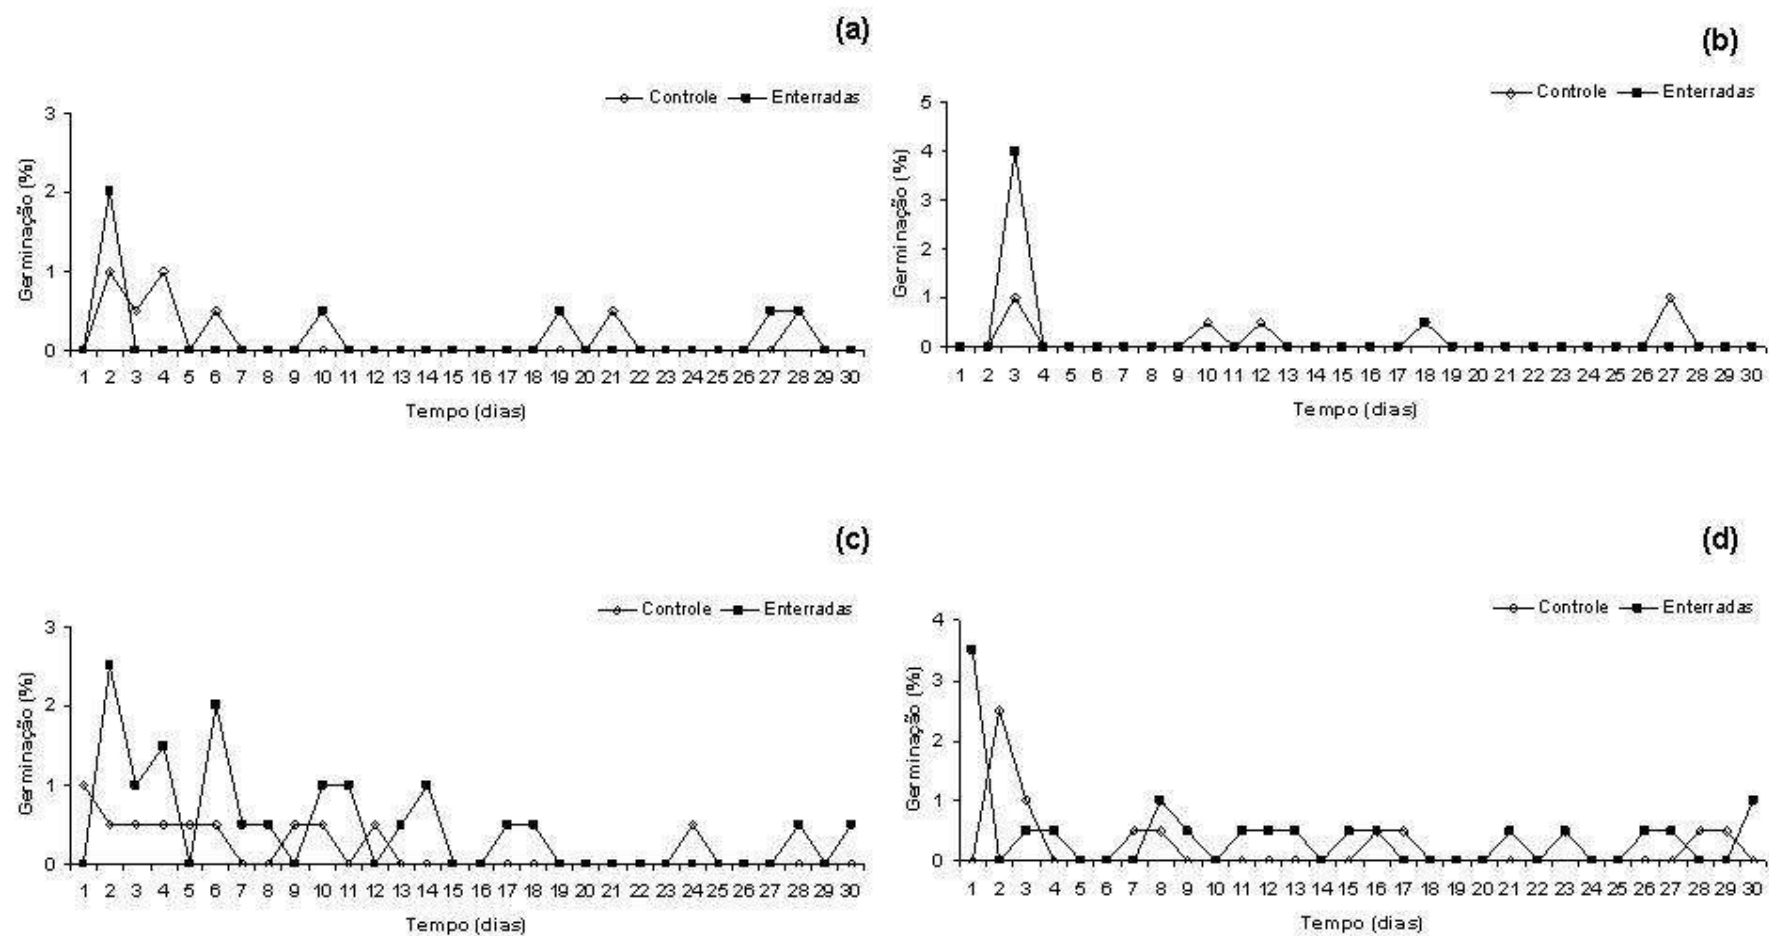 (a)
Controle Enterradas
3
2
1
0
Germinação (%)
1 2 3 4 5 6 7 8 9 10 11 12 13 14 15 16 17 18 19 20 21 22 23 24 25 26 27 28 29 30
Tempo (dias)
(b)
Controle Enterradas
5
4
3
2
1
0
Germinação (%)
1 2 3 4 5 6 7 8 9 10 11 12 13 14 15 16 17 18 19 20 21 22 23 24 25 26 27 28 29 30
Tempo (dias)
(c)
Controle Enterradas
3
2
1
0
Germinação (%)
1 2 3 4 5 6 7 8 9 10 11 12 13 14 15 16 17 18 19 20 21 22 23 24 25 26 27 28 29 30
Tempo (dias)
(d)
Controle Enterradas
4
3
2
1
0
Germinação (%)
1 2 3 4 5 6 7 8 9 10 11 12 13 14 15 16 17 18 19 20 21 22 23 24 25 26 27 28 29 30
Tempo (dias)